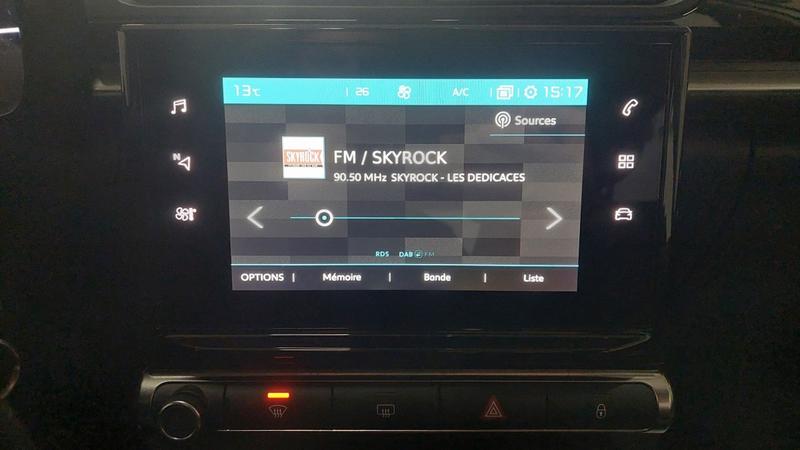 13°C 26 A/C 15:17
Sources
SKYROCK
FM / SKYROCK
90.50 MHz SKYROCK - LES DEDICACES
N
RDS DAB FM
OPTIONS | Mémoire | Bande | Liste